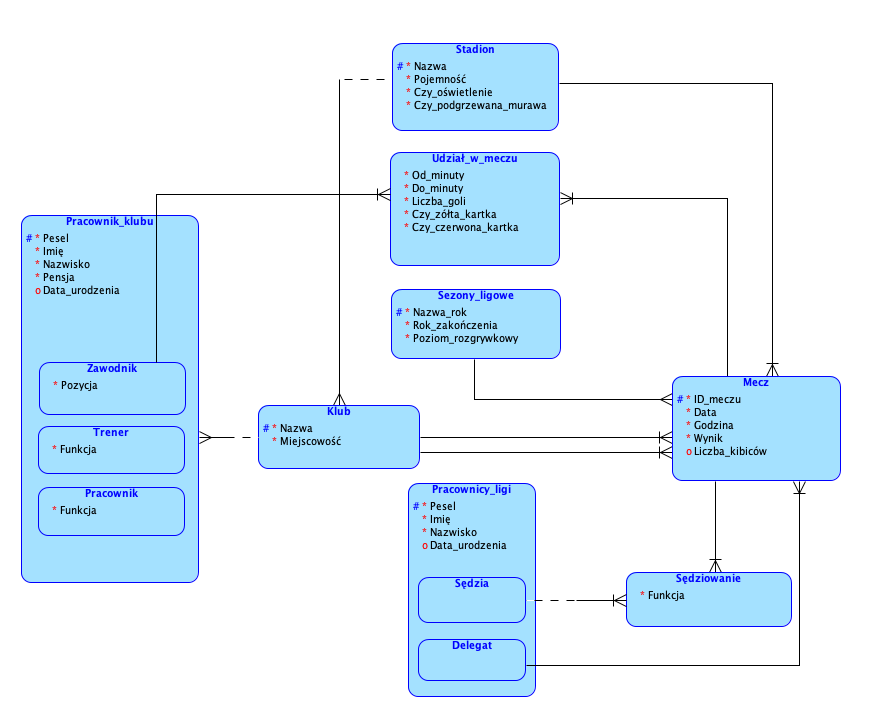 Stadion
# * Nazwa
* Pojemność
* Czy_oświetlenie
* Czy_podgrzewana_murawa
Udział_w_meczu
* Od_minuty
* Do_minuty
* Liczba_goli
* Czy_zółta_kartka
* Czy_czerwona_kartka
Pracownik_klubu
# * Pesel
* Imię
* Nazwisko
* Pensja
o Data_urodzenia
Zawodnik
* Pozycja
Trener
* Funkcja
Pracownik
* Funkcja
Sezony_ligowe
# * Nazwa_rok
* Rok_zakończenia
* Poziom_rozgrywkowy
Klub
# * Nazwa
* Miejscowość
Mecz
# * ID_meczu
* Data
* Godzina
* Wynik
o Liczba_kibiców
Pracownicy_ligi
# * Pesel
* Imię
* Nazwisko
o Data_urodzenia
Sędzia
Delegat
Sędziowanie
* Funkcja